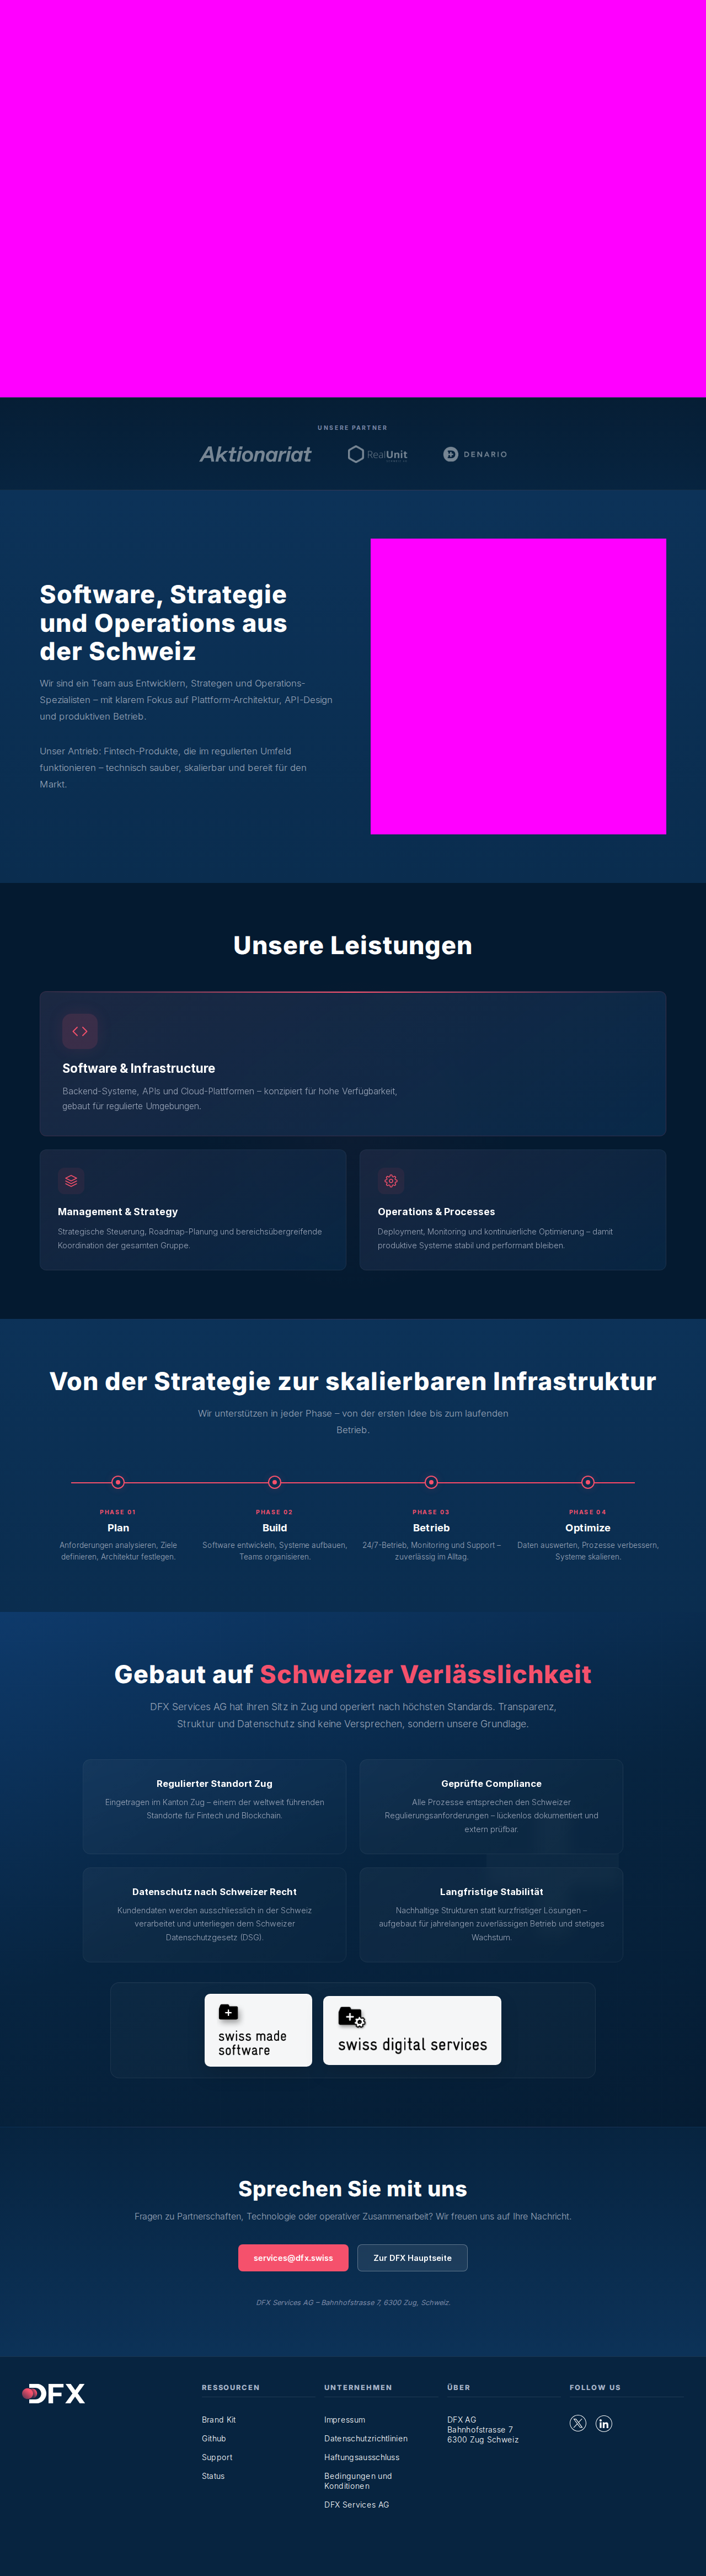 UNSERE PARTNER
Aktionariat
RealUnit
DENARIO
Software, Strategie
und Operations aus
der Schweiz
Wir sind ein Team aus Entwicklern, Strategen und Operations-
Spezialisten – mit klarem Fokus auf Plattform-Architektur, API-Design
und produktiven Betrieb.
Unser Antrieb: Fintech-Produkte, die im regulierten Umfeld
funktionieren – technisch sauber, skalierbar und bereit für den
Markt.
Unsere Leistungen
Software & Infrastructure
Backend-Systeme, APIs und Cloud-Plattformen – konzipiert für hohe Verfügbarkeit,
gebaut für regulierte Umgebungen.
Management & Strategy
Strategische Steuerung, Roadmap-Planung und bereichsübergreifende
Koordination der gesamten Gruppe.
Operations & Processes
Deployment, Monitoring und kontinuierliche Optimierung – damit
produktive Systeme stabil und performant bleiben.
Von der Strategie zur skalierbaren Infrastruktur
Wir unterstützen in jeder Phase – von der ersten Idee bis zum laufenden
Betrieb.
PHASE 01
Plan
Anforderungen analysieren, Ziele
definieren, Architektur festlegen.
PHASE 02
Build
Software entwickeln, Systeme aufbauen,
Teams organisieren.
PHASE 03
Betrieb
24/7-Betrieb, Monitoring und Support –
zuverlässig im Alltag.
PHASE 04
Optimize
Daten auswerten, Prozesse verbessern,
Systeme skalieren.
Gebaut auf Schweizer Verlässlichkeit
DFX Services AG hat ihren Sitz in Zug und operiert nach höchsten Standards. Transparenz,
Struktur und Datenschutz sind keine Versprechen, sondern unsere Grundlage.
Regulierter Standort Zug
Eingetragen im Kanton Zug – einem der weltweit führenden
Standorte für Fintech und Blockchain.
Geprüfte Compliance
Alle Prozesse entsprechen den Schweizer
Regulierungsanforderungen – lückenlos dokumentiert und
extern prüfbar.
Datenschutz nach Schweizer Recht
Kundendaten werden ausschliesslich in der Schweiz
verarbeitet und unterliegen dem Schweizer
Datenschutzgesetz (DSG).
Langfristige Stabilität
Nachhaltige Strukturen statt kurzfristiger Lösungen –
aufgebaut für jahrelangen zuverlässigen Betrieb und stetiges
Wachstum.
swiss made
software
swiss digital services
Sprechen Sie mit uns
Fragen zu Partnerschaften, Technologie oder operativer Zusammenarbeit? Wir freuen uns auf Ihre Nachricht.
services@dfx.swiss
Zur DFX Hauptseite
DFX Services AG – Bahnhofstrasse 7, 6300 Zug, Schweiz.
DFX
RESSOURCEN
Brand Kit
Github
Support
Status
UNTERNEHMEN
Impressum
Datenschutzrichtlinien
Haftungsausschluss
Bedingungen und
Konditionen
DFX Services AG
ÜBER
DFX AG
Bahnhofstrasse 7
6300 Zug Schweiz
FOLLOW US